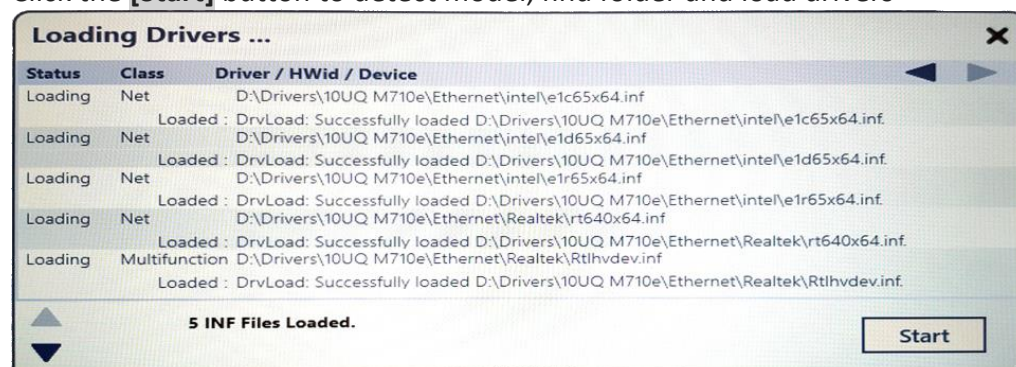 Click the [Start] button to detect model, find folder and load drivers
Loading Drivers ...
Status Class Driver / HWid / Device
Loading Net D:\Drivers\10UQ M710e\Ethernet\intel\e1c65x64.inf
Loaded : DrvLoad: Successfully loaded D:\Drivers\10UQ M710e\Ethernet\intel\e1c65x64.inf.
Loading Net D:\Drivers\10UQ M710e\Ethernet\intel\e1d65x64.inf
Loaded : DrvLoad: Successfully loaded D:\Drivers\10UQ M710e\Ethernet\intel\e1d65x64.inf.
Loading Net D:\Drivers\10UQ M710e\Ethernet\intel\e1r65x64.inf
Loaded : DrvLoad: Successfully loaded D:\Drivers\10UQ M710e\Ethernet\intel\e1r65x64.inf.
Loading Net D:\Drivers\10UQ M710e\Ethernet\Realtek\rt640x64.inf
Loaded : DrvLoad: Successfully loaded D:\Drivers\10UQ M710e\Ethernet\Realtek\rt640x64.inf.
Loading Multifunction D:\Drivers\10UQ M710e\Ethernet\Realtek\Rtlhvdev.inf
Loaded : DrvLoad: Successfully loaded D:\Drivers\10UQ M710e\Ethernet\Realtek\Rtlhvdev.inf.
5 INF Files Loaded.
Start